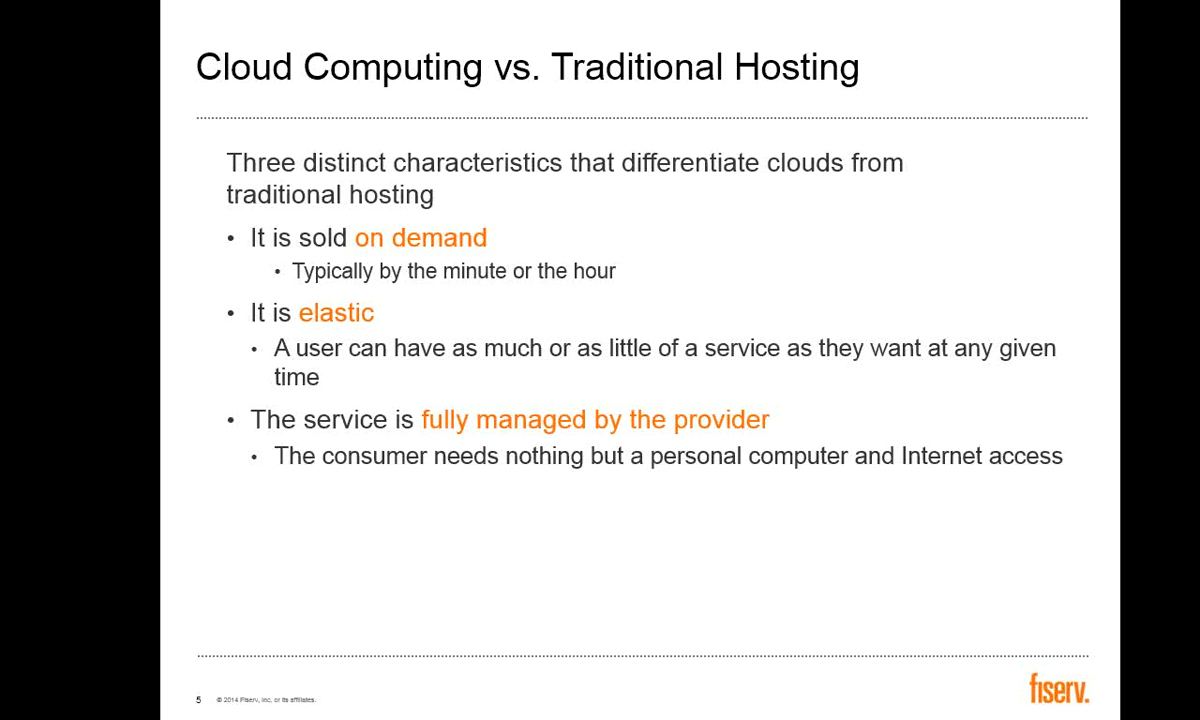 Cloud Computing vs. Traditional Hosting
Three distinct characteristics that differentiate clouds from
traditional hosting
• It is sold on demand
• Typically by the minute or the hour
• It is elastic
• A user can have as much or as little of a service as they want at any given
time
• The service is fully managed by the provider
• The consumer needs nothing but a personal computer and Internet access
5 © 2014 Fiserv, Inc. or its affiliates.
fiserv.